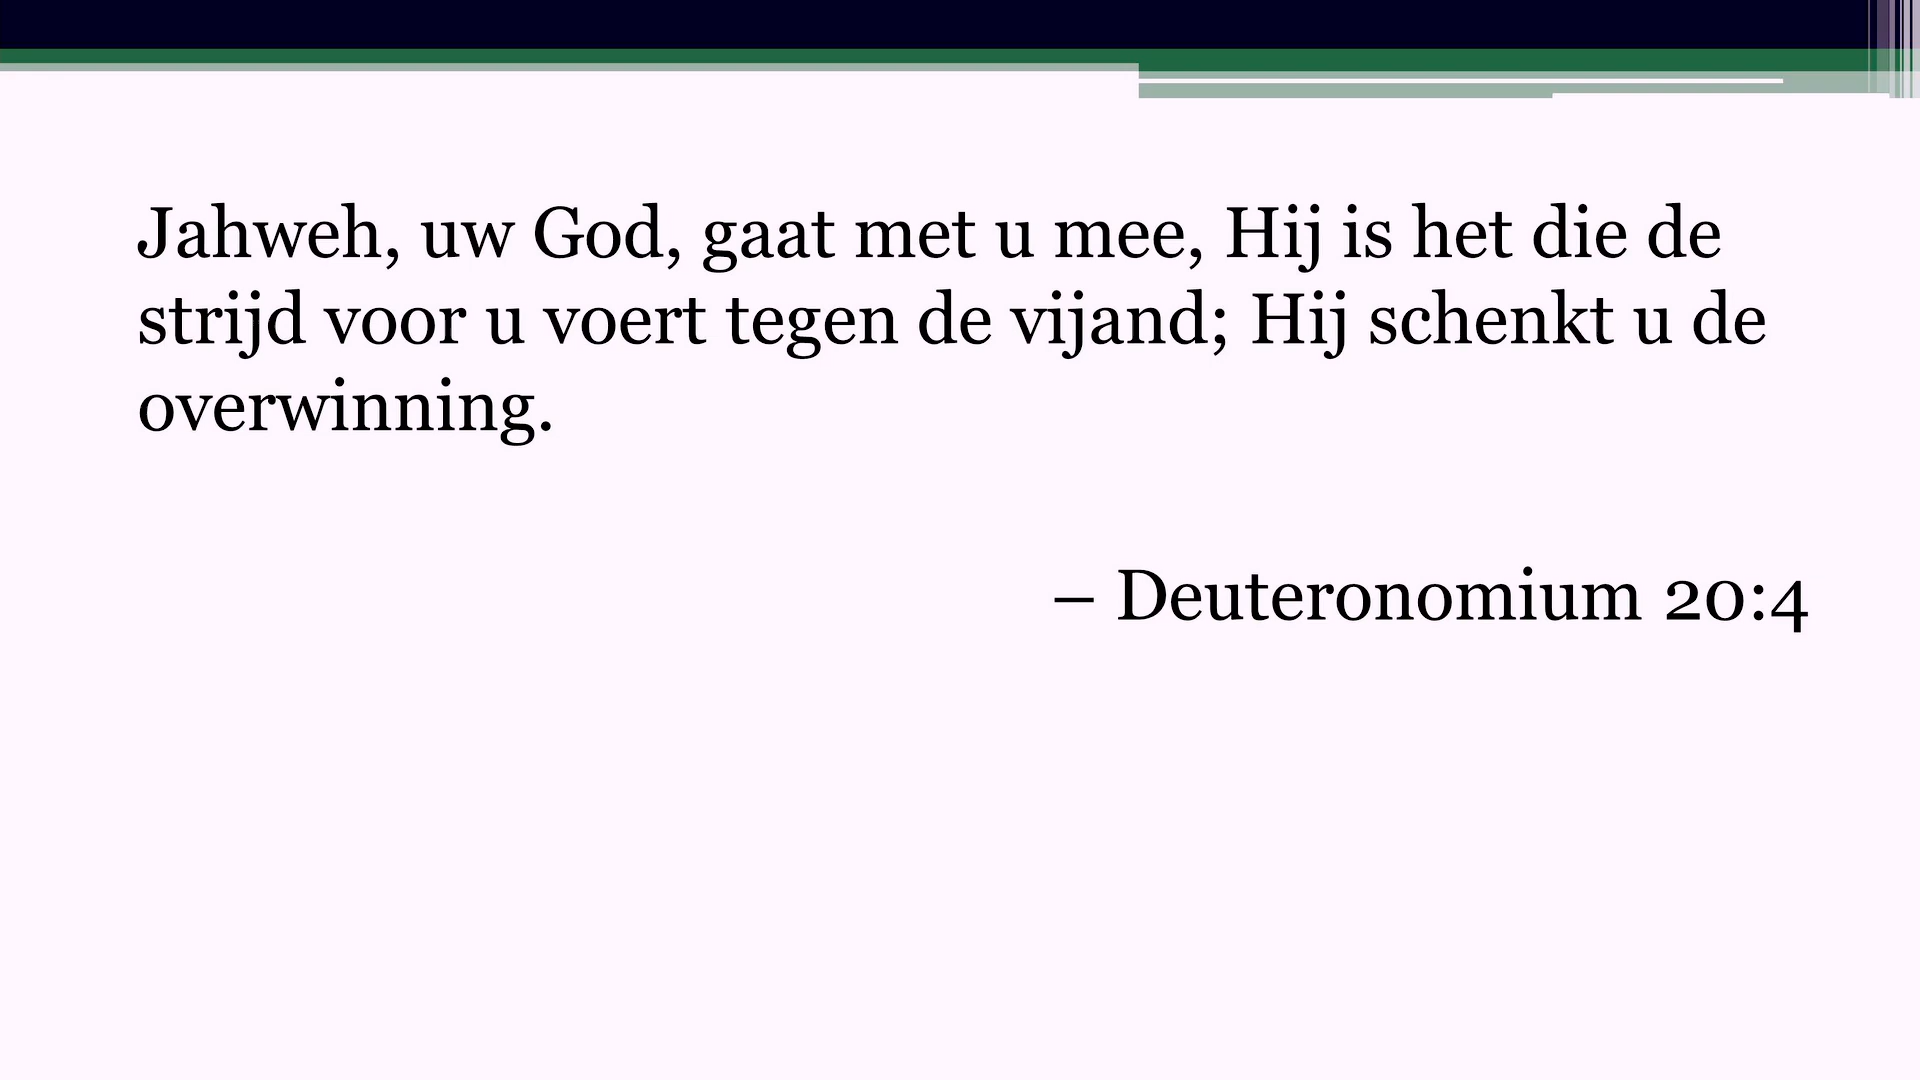 Jahweh, uw God, gaat met u mee, Hij is het die de
strijd voor u voert tegen de vijand; Hij schenkt u de
overwinning.
– Deuteronomium 20:4